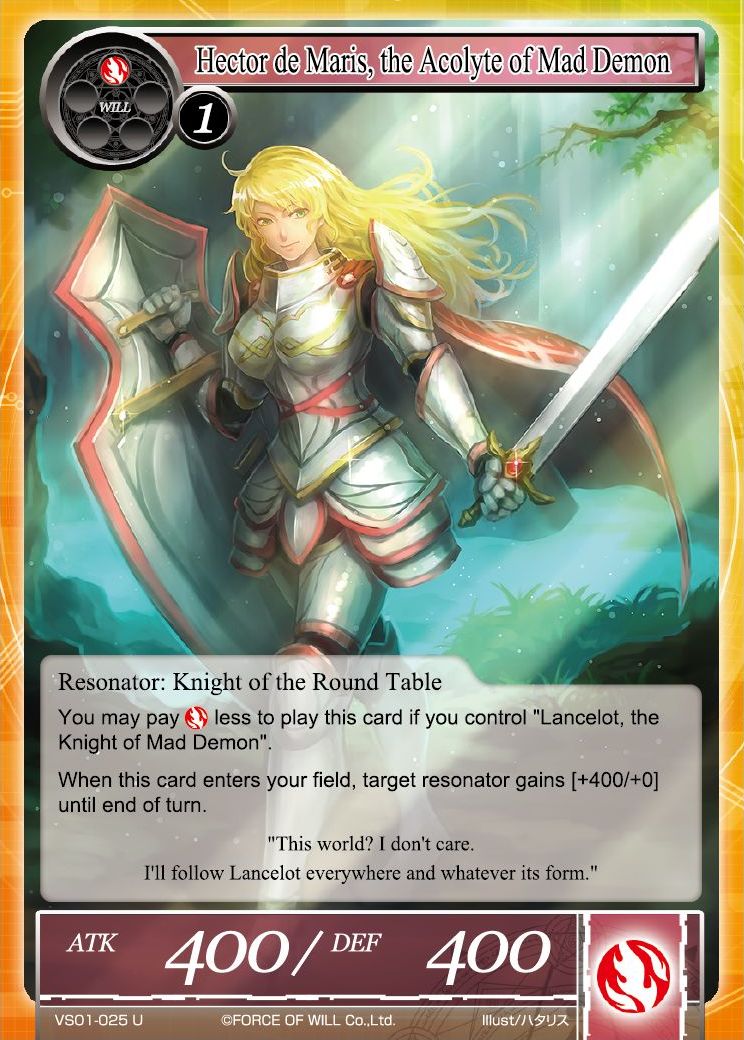 Hector de Maris, the Acolyte of Mad Demon
WILL
1
Resonator: Knight of the Round Table
You may pay less to play this card if you control "Lancelot, the
Knight of Mad Demon".
When this card enters your field, target resonator gains [+400/+0]
until end of turn.
"This world? I don't care.
I'll follow Lancelot everywhere and whatever its form."
ATK 400/ DEF 400
VS01-025 U ©FORCE OF WILL Co.,Ltd. Illust/ハタリス